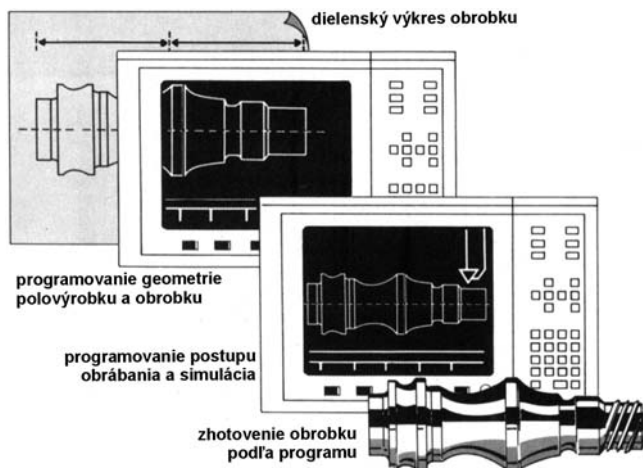 dielenský výkres obrobku
programovanie geometrie
polovýrobku a obrobku
programovanie postupu
obrábania a simulácia
zhotovenie obrobku
podľa programu